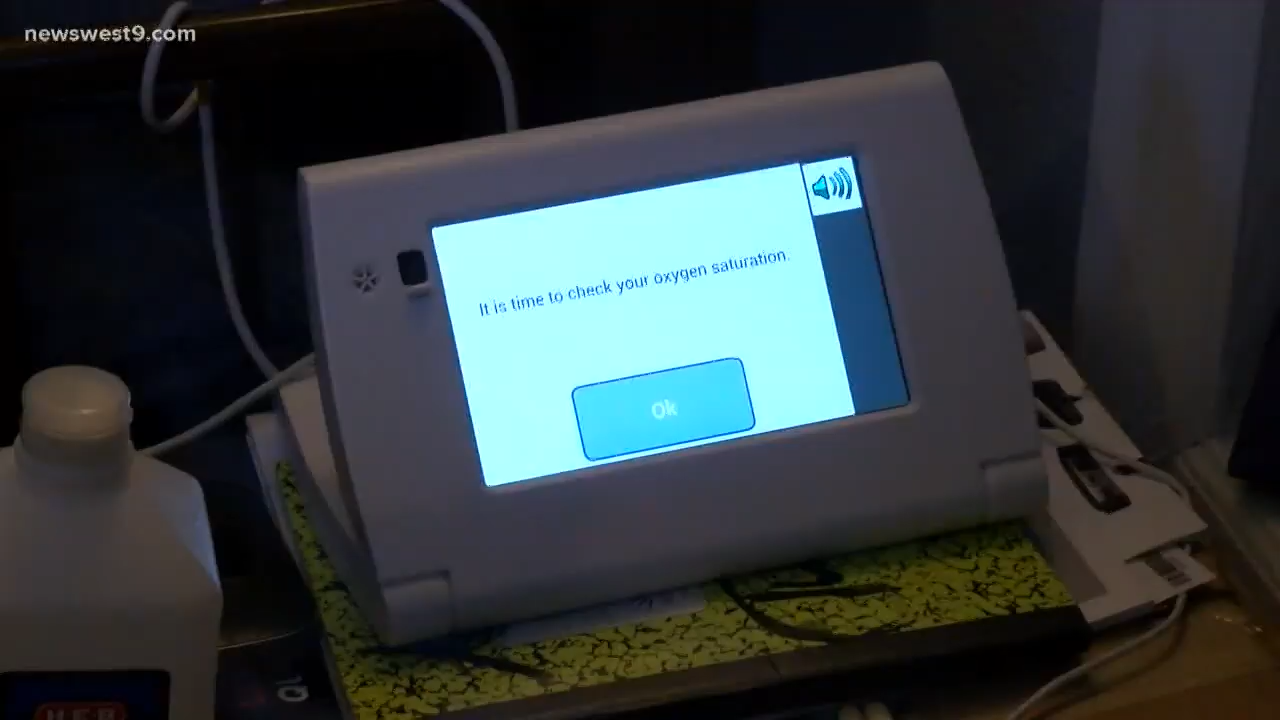 newswest9.com
It is time to check your oxygen saturation.
Ok
H-E-B